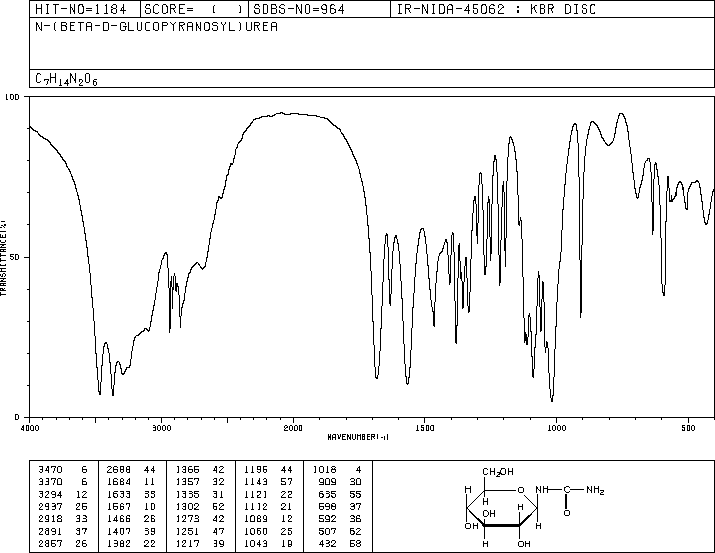 HIT-NO=1184 SCORE= ( ) SDBS-NO=964 IR-NIDA-45062 : KBR DISC
N-(BETA-D-GLUCOPYRANOSYL)UREA
C7H14N2O6
100
50
0
TRANSMITTANCE(%)
4000 3000 2000 1500 1000 500
WAVENUMBER(-1)
3470 6 2688 44 1366 42 1196 44 1018 4
3370 6 1684 11 1357 32 1143 57 909 30
3294 12 1633 35 1335 31 1121 22 635 55
2937 26 1567 10 1302 52 1112 21 598 37
2918 33 1466 26 1273 42 1089 12 592 36
2891 37 1407 39 1251 47 1060 25 507 62
2867 26 1382 22 1217 39 1043 19 432 58
CH2OH
H O NH C NH2
H O
OH
OH H H
H OH